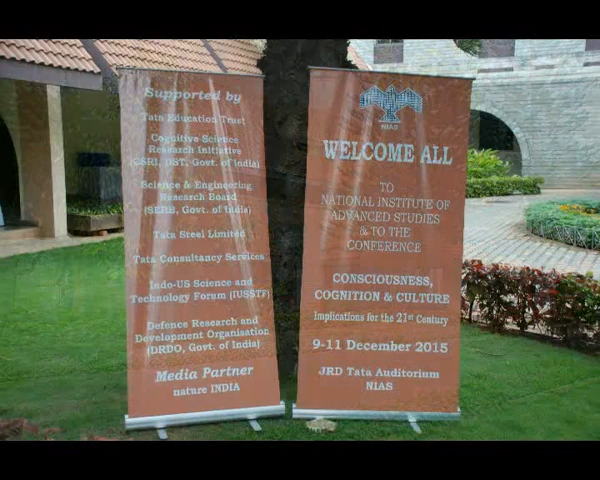 Supported by
Tata Education Trust
Cognitive Science
Research Initiative
(CSRI, DST, Govt. of India)
Science & Engineering
Research Board
(SERB, Govt. of India)
Tata Steel Limited
Tata Consultancy Services
Indo-US Science and
Technology Forum (IUSSTF)
Defence Research and
Development Organisation
(DRDO, Govt. of India)
Media Partner
nature INDIA
NIAS
WELCOME ALL
TO
NATIONAL INSTITUTE OF
ADVANCED STUDIES
& TO THE
CONFERENCE
CONSCIOUSNESS,
COGNITION & CULTURE
Implications for the 21st Century
9-11 December 2015
JRD Tata Auditorium
NIAS